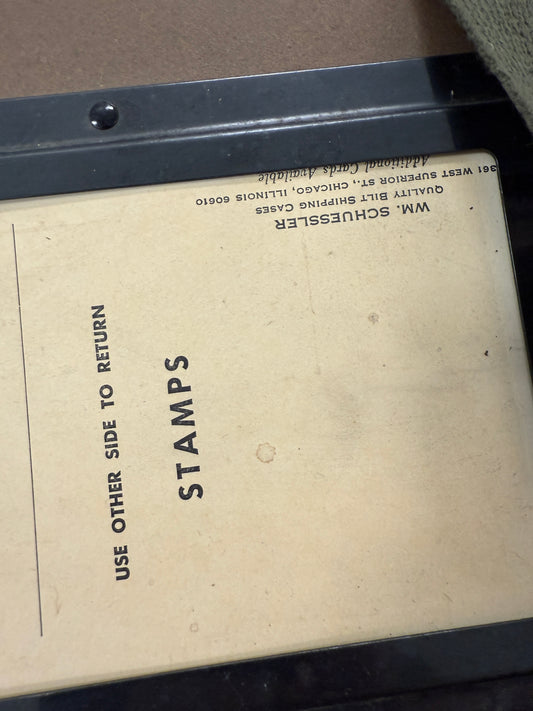 WM. SCHUESSLER
QUALITY BILT SHIPPING CASES
361 WEST SUPERIOR ST., CHICAGO, ILLINOIS 60610
Additional Cards Available
STAMPS
USE OTHER SIDE TO RETURN